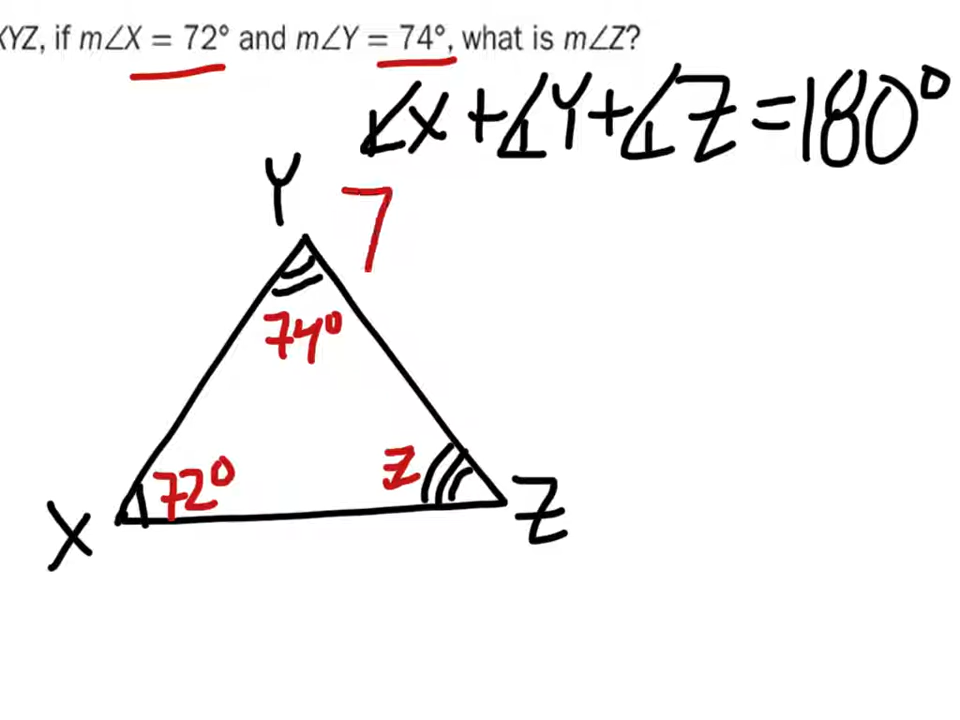 XYZ, if m∠X = 72° and m∠Y = 74°, what is m∠Z?
∠X+∠Y+∠Z=180°
Y
7
74°
72°
z
X
Z